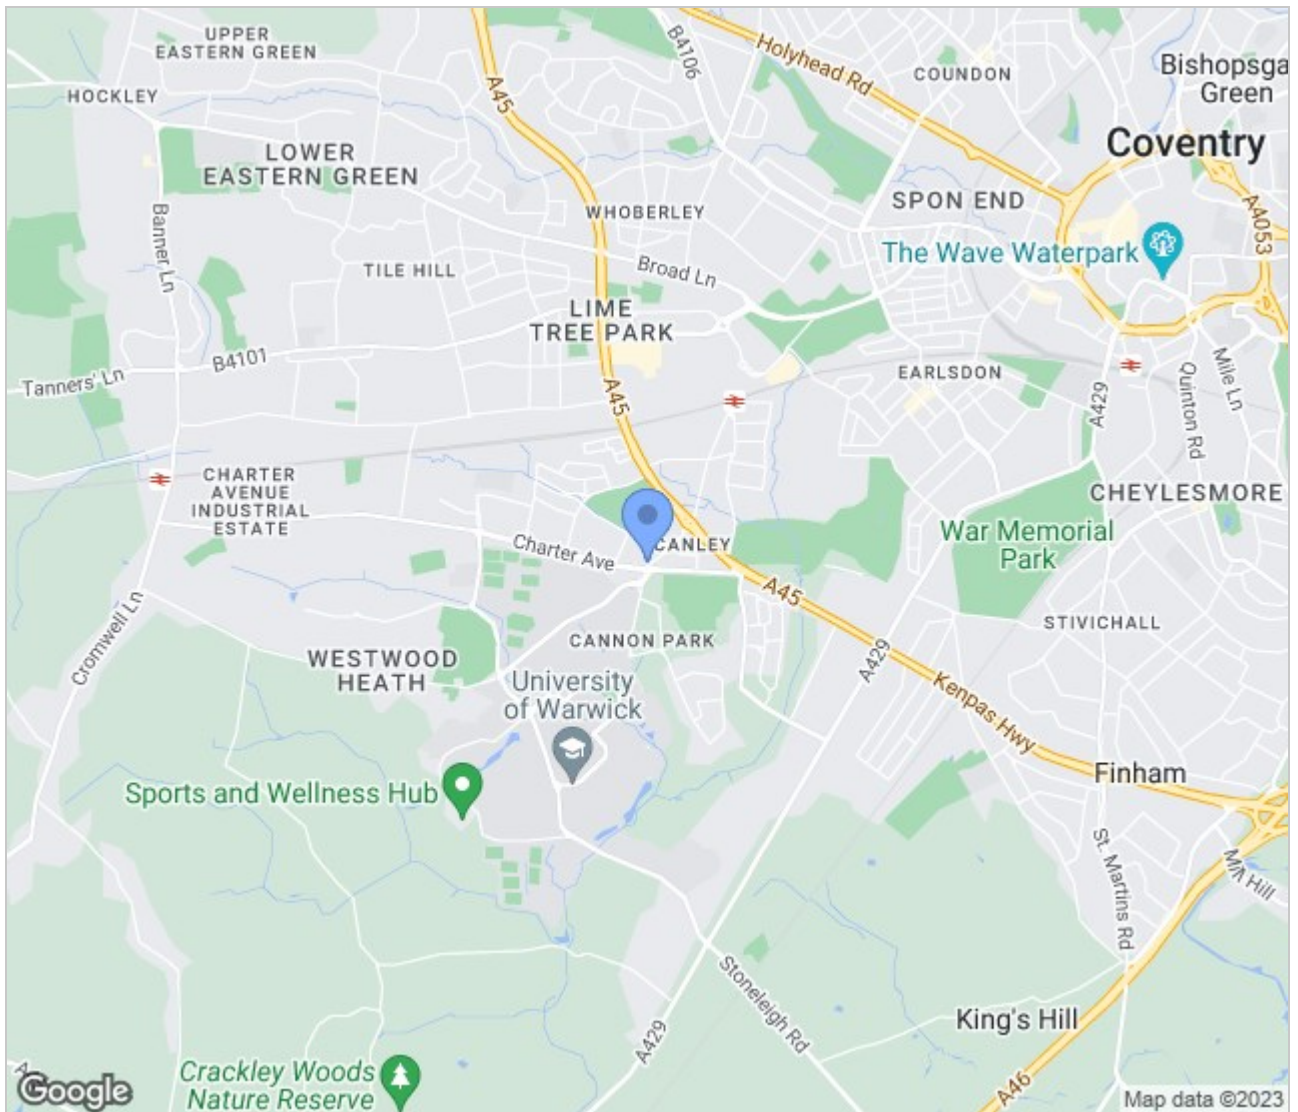 UPPER
EASTERN GREEN
B4106
Holyhead Rd
COUNDON
Bishopsga
Green
HOCKLEY
A45
Coventry
LOWER
EASTERN GREEN
SPON END
A4053
WHOBERLEY
Banner Ln
The Wave Waterpark
TILE HILL
Broad Ln
LIME
TREE PARK
B4101
Tanners' Ln
A45
EARLSDON
A429
Quinton Rd
Mile Ln
CHARTER
AVENUE
INDUSTRIAL
ESTATE
CHEYLESMORE
War Memorial
Park
Charter Ave
CANLEY
A45
Cromwell Ln
CANNON PARK
STIVICHALL
WESTWOOD
HEATH
A429
University
of Warwick
Kenpas Hwy
Sports and Wellness Hub
Finham
St. Martins Rd
Hill
Stoneleigh Rd
King's Hill
A429
Crackley Woods
Nature Reserve
A46
Google
Map data ©2023